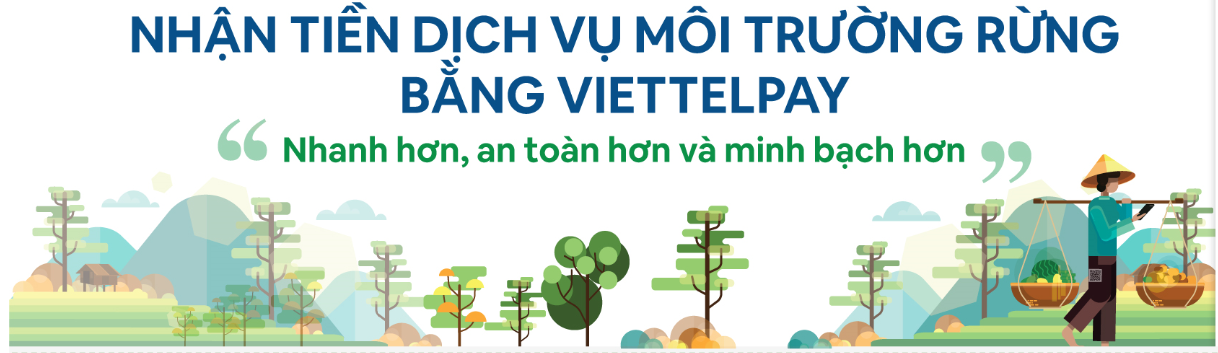 NHẬN TIỀN DỊCH VỤ MÔI TRƯỜNG RỪNG
BẰNG VIETTELPAY
“ Nhanh hơn, an toàn hơn và minh bạch hơn ”